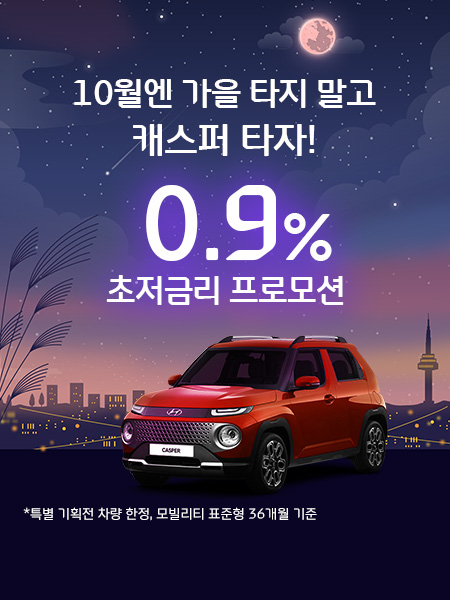 10월엔 가을 타지 말고
캐스퍼 타자!
0.9%
초저금리 프로모션
CASPER
*특별 기획전 차량 한정, 모빌리티 표준형 36개월 기준